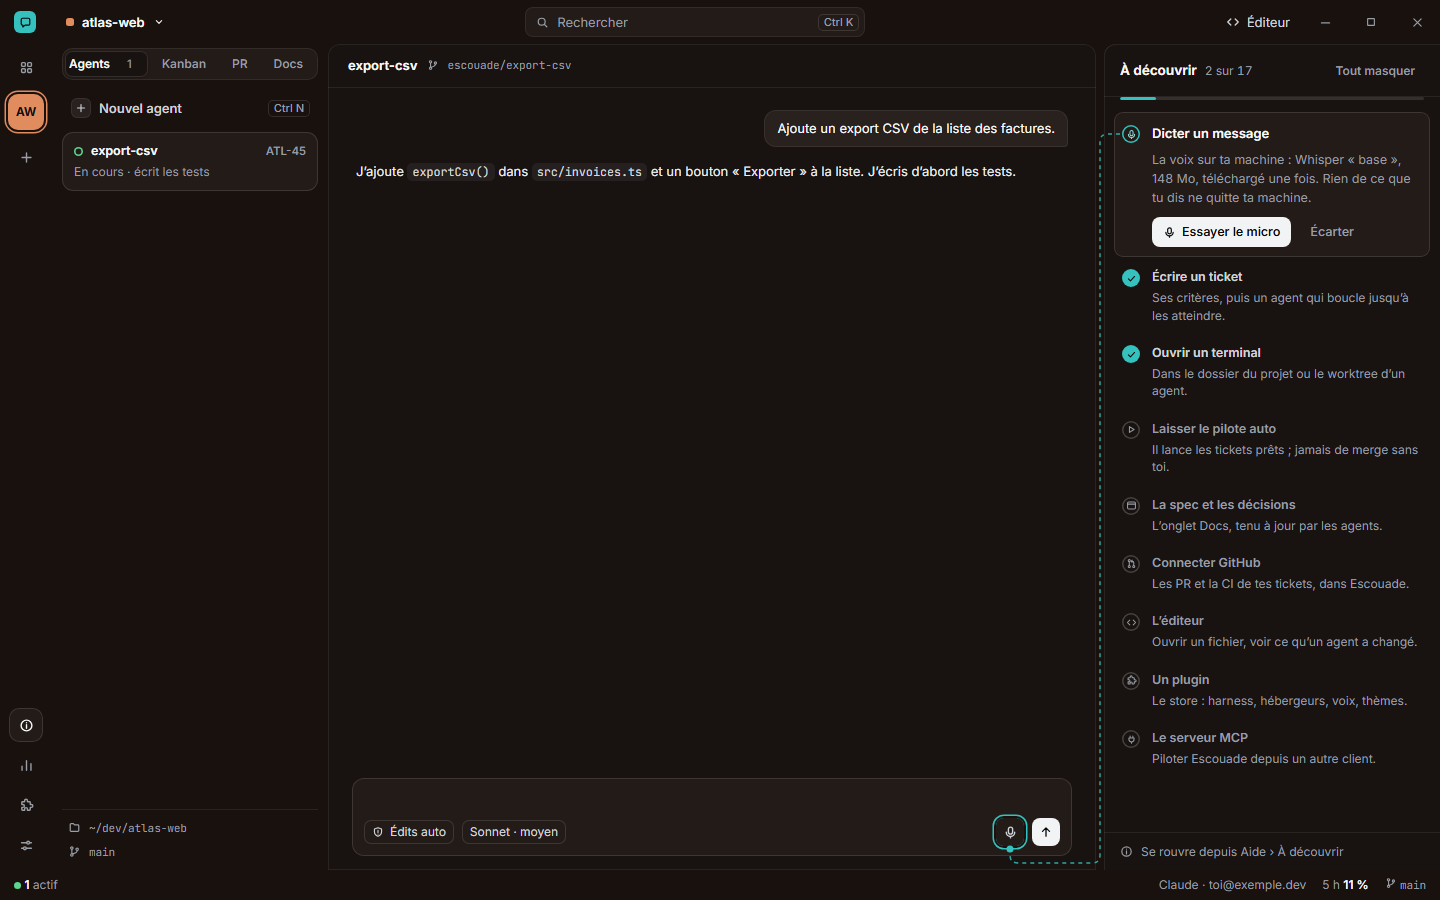 atlas-web
Rechercher
Ctrl K
Éditeur
Agents 1
Kanban
PR
Docs
AW
Nouvel agent
Ctrl N
export-csv
ATL-45
En cours · écrit les tests
~/dev/atlas-web
main
export-csv
escouade/export-csv
Ajoute un export CSV de la liste des factures.
J’ajoute exportCsv() dans src/invoices.ts et un bouton « Exporter » à la liste. J’écris d’abord les tests.
Édits auto
Sonnet · moyen
À découvrir
2 sur 17
Tout masquer
Dicter un message
La voix sur ta machine : Whisper « base »,
148 Mo, téléchargé une fois. Rien de ce que
tu dis ne quitte ta machine.
Essayer le micro
Écarter
Écrire un ticket
Ses critères, puis un agent qui boucle jusqu’à
les atteindre.
Ouvrir un terminal
Dans le dossier du projet ou le worktree d’un
agent.
Laisser le pilote auto
Il lance les tickets prêts ; jamais de merge sans
toi.
La spec et les décisions
L’onglet Docs, tenu à jour par les agents.
Connecter GitHub
Les PR et la CI de tes tickets, dans Escouade.
L’éditeur
Ouvrir un fichier, voir ce qu’un agent a changé.
Un plugin
Le store : harness, hébergeurs, voix, thèmes.
Le serveur MCP
Piloter Escouade depuis un autre client.
Se rouvre depuis Aide › À découvrir
1 actif
Claude · toi@exemple.dev
5 h 11 %
main